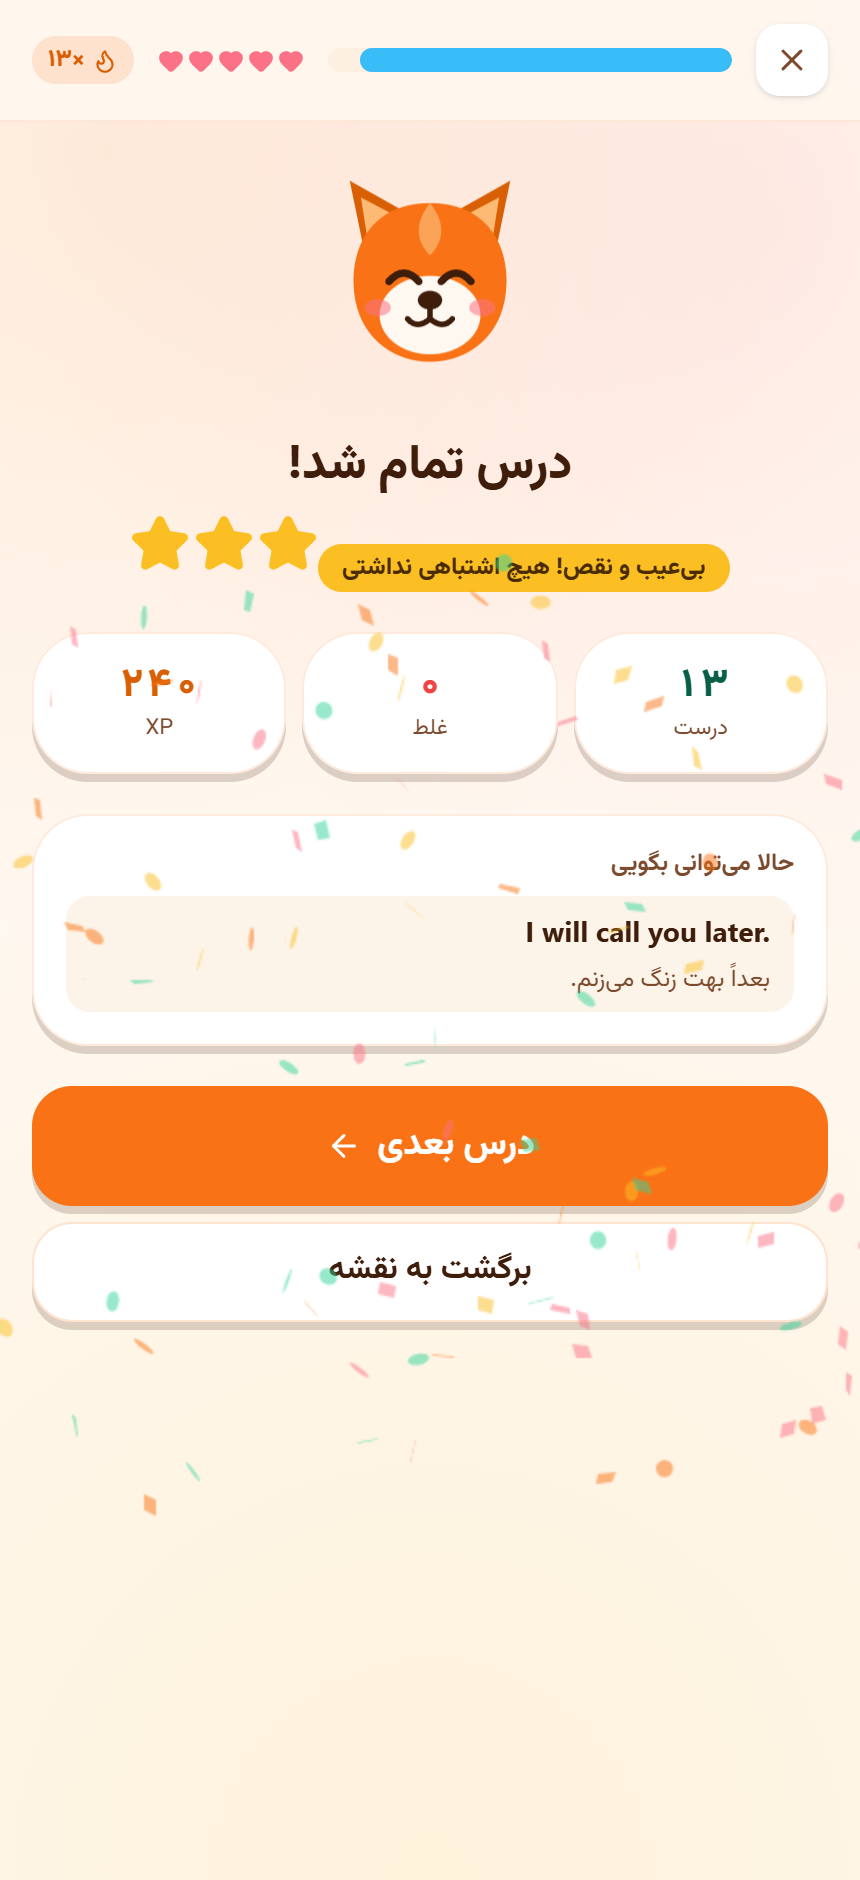 ×۱۳
درس تمام شد!
بی‌عیب و نقص! هیچ اشتباهی نداشتی
۱۳
درست
۰
غلط
۲۴۰
XP
حالا می‌توانی بگویی
I will call you later.
بعداً بهت زنگ می‌زنم.
درس بعدی
برگشت به نقشه